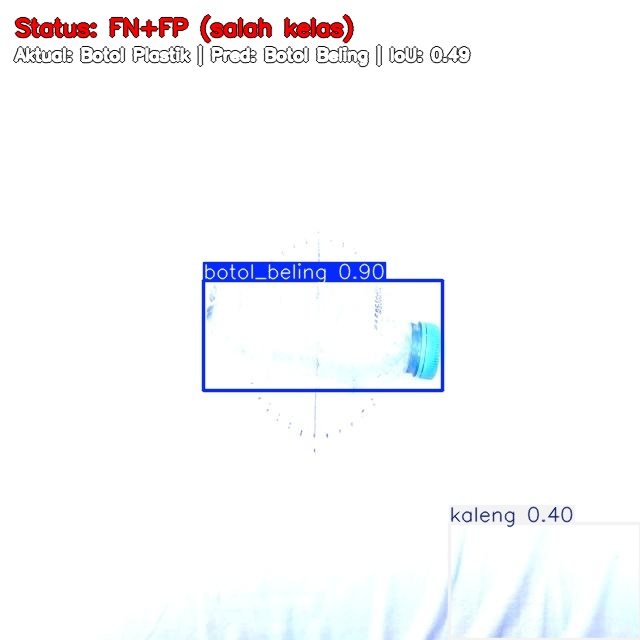 Status: FN+FP (salah kelas)
Aktual: Botol Plastik | Pred: Botol Beling | IoU: 0.49
botol_beling 0.90
kaleng 0.40